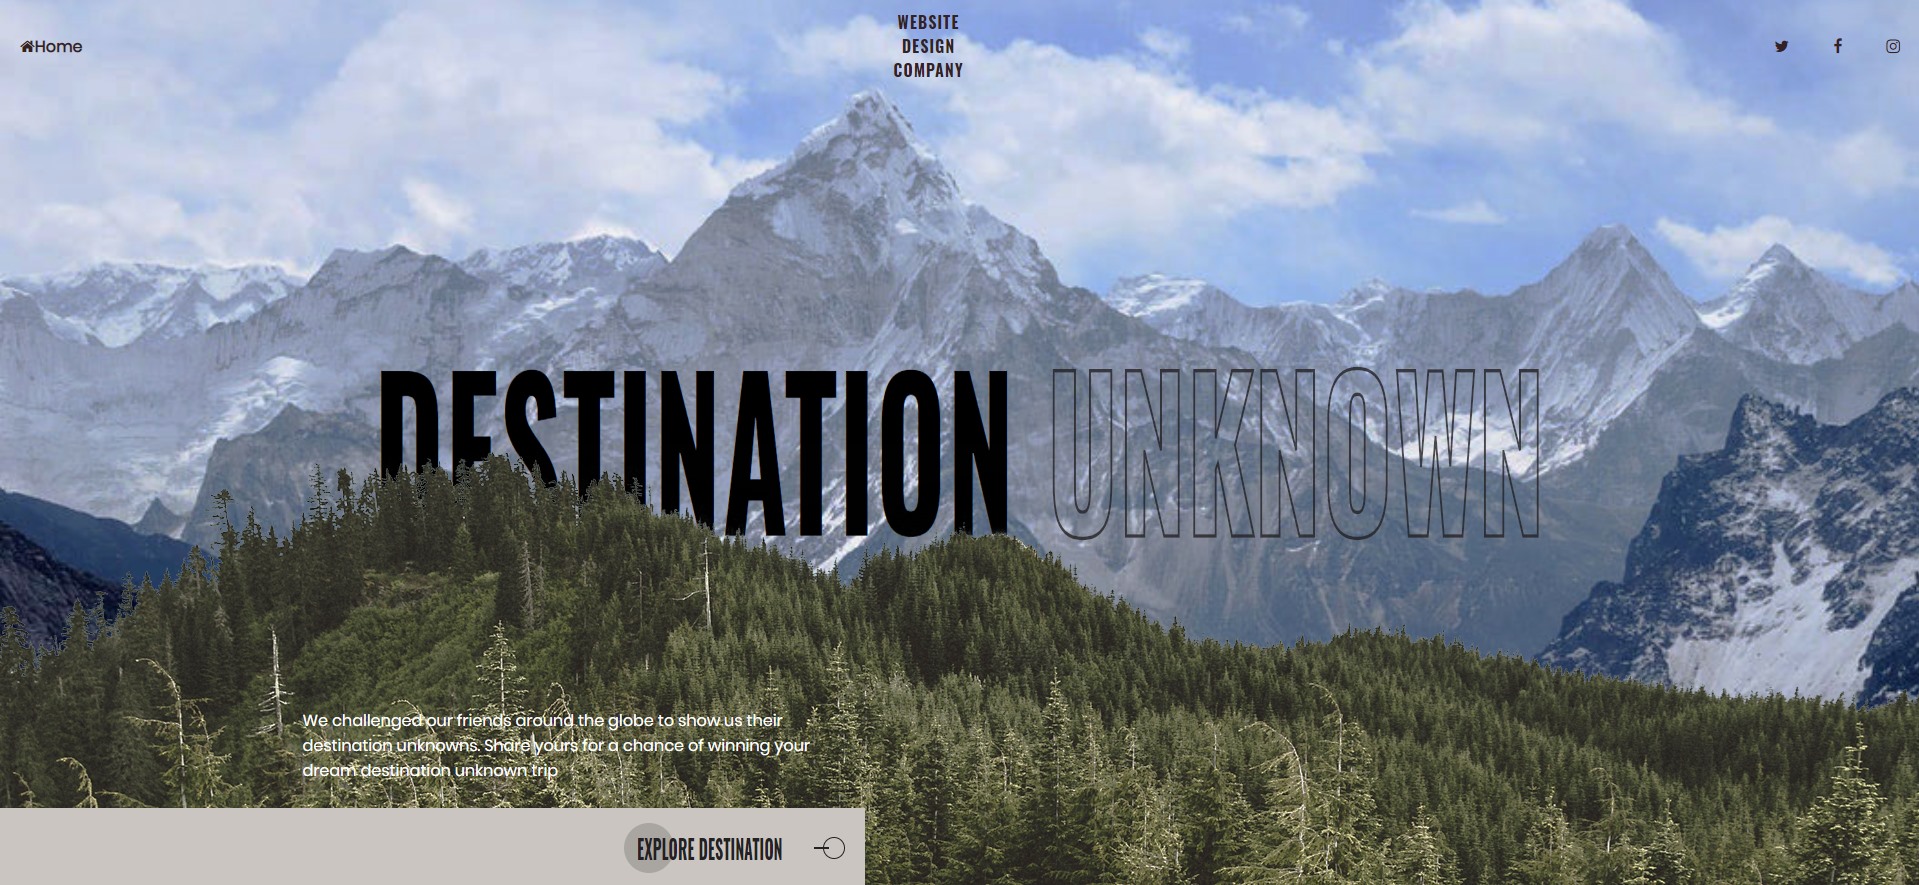 Home
WEBSITE
DESIGN
COMPANY
DESTINATION UNKNOWN
We challenged our friends around the globe to show us their
destination unknowns. Share yours for a chance of winning your
dream destination unknown trip
EXPLORE DESTINATION